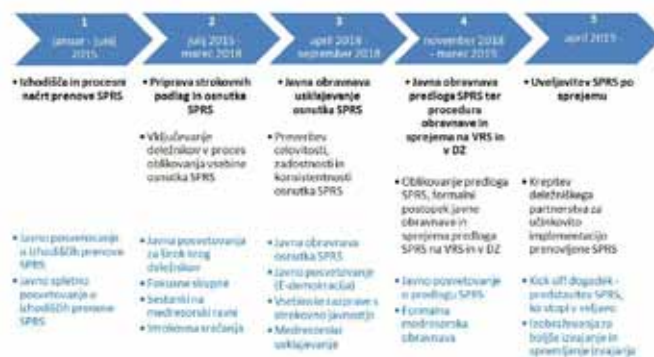 1
januar - junij
2015
2
julij 2015 -
marec 2018
3
april 2018 -
september 2018
4
november 2018
- marec 2019
5
april 2019
• Izhodišča in procesni
načrt prenove SPRS
• Javno posvetovanje
o izhodiščih prenove
SPRS
• Javno spletno
posvetovanje o
izhodiščih prenove
SPRS
• Priprava strokovnih
podlag in osnutka
SPRS
• Vključevanje
deležnikov v proces
oblikovanja vsebine
osnutka SPRS
• Javna posvetovanja
za širok krog
deležnikov
• Fokusne skupine
• Sestanki na
medresorski ravni
• Strokovna srečanja
• Javna obravnava
usklajevanje
osnutka SPRS
• Preveritev
celovitosti,
zadostnosti in
konsistentnosti
osnutka SPRS
• Javna obravnava
osnutka SPRS
• Javno posvetovanje
(E-demokracija)
• Vsebinske razprave s
strokovno javnostjo
• Medresorsko
usklajevanje
• Javna obravnava
predloga SPRS ter
procedura
obravnave in
sprejema na VRS in
v DZ
• Oblikovanje predloga
SPRS, formalni
postopek javne
obravnave in
sprejema predloga
SPRS na VRS in v DZ
• Javno posvetovanje
o predlogu SPRS
• Formalna
medresorska
obravnava
• Uveljavitev SPRS po
sprejemu
• Krepitev
deležniškega
partnerstva za
učinkovito
implementacijo
prenovljene SPRS
• Kick off dogodek -
predstavitev SPRS,
ko stopi v veljavo
• Izobraževanja za
boljše izvajanje in
spremljanje izvajanja